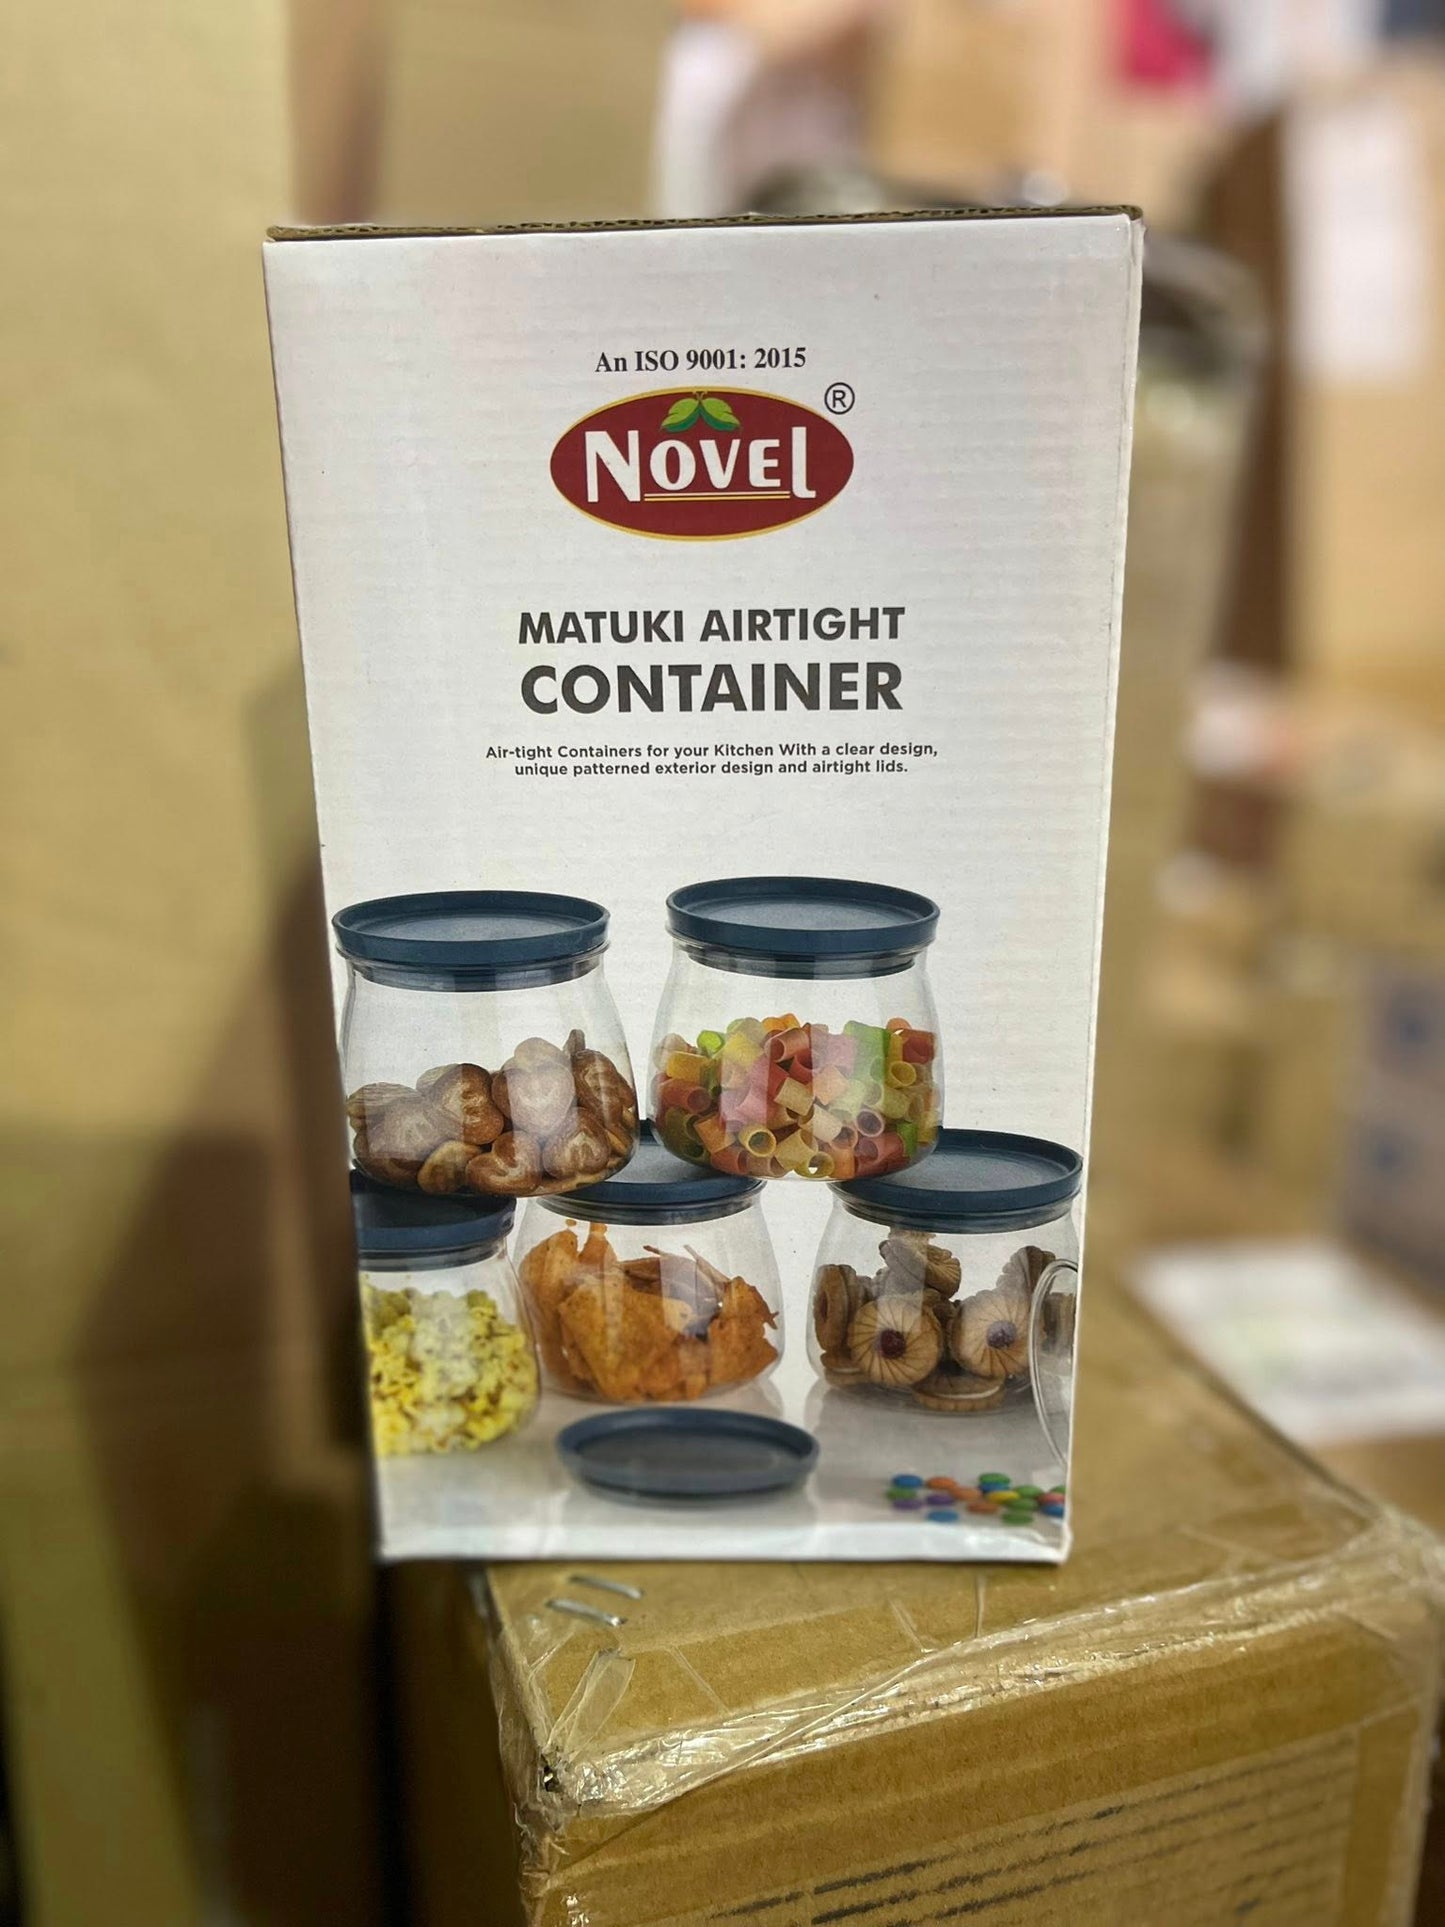 An ISO 9001: 2015
NOVEL ®
MATUKI AIRTIGHT
CONTAINER
Air-tight Containers for your Kitchen With a clear design,
unique patterned exterior design and airtight lids.